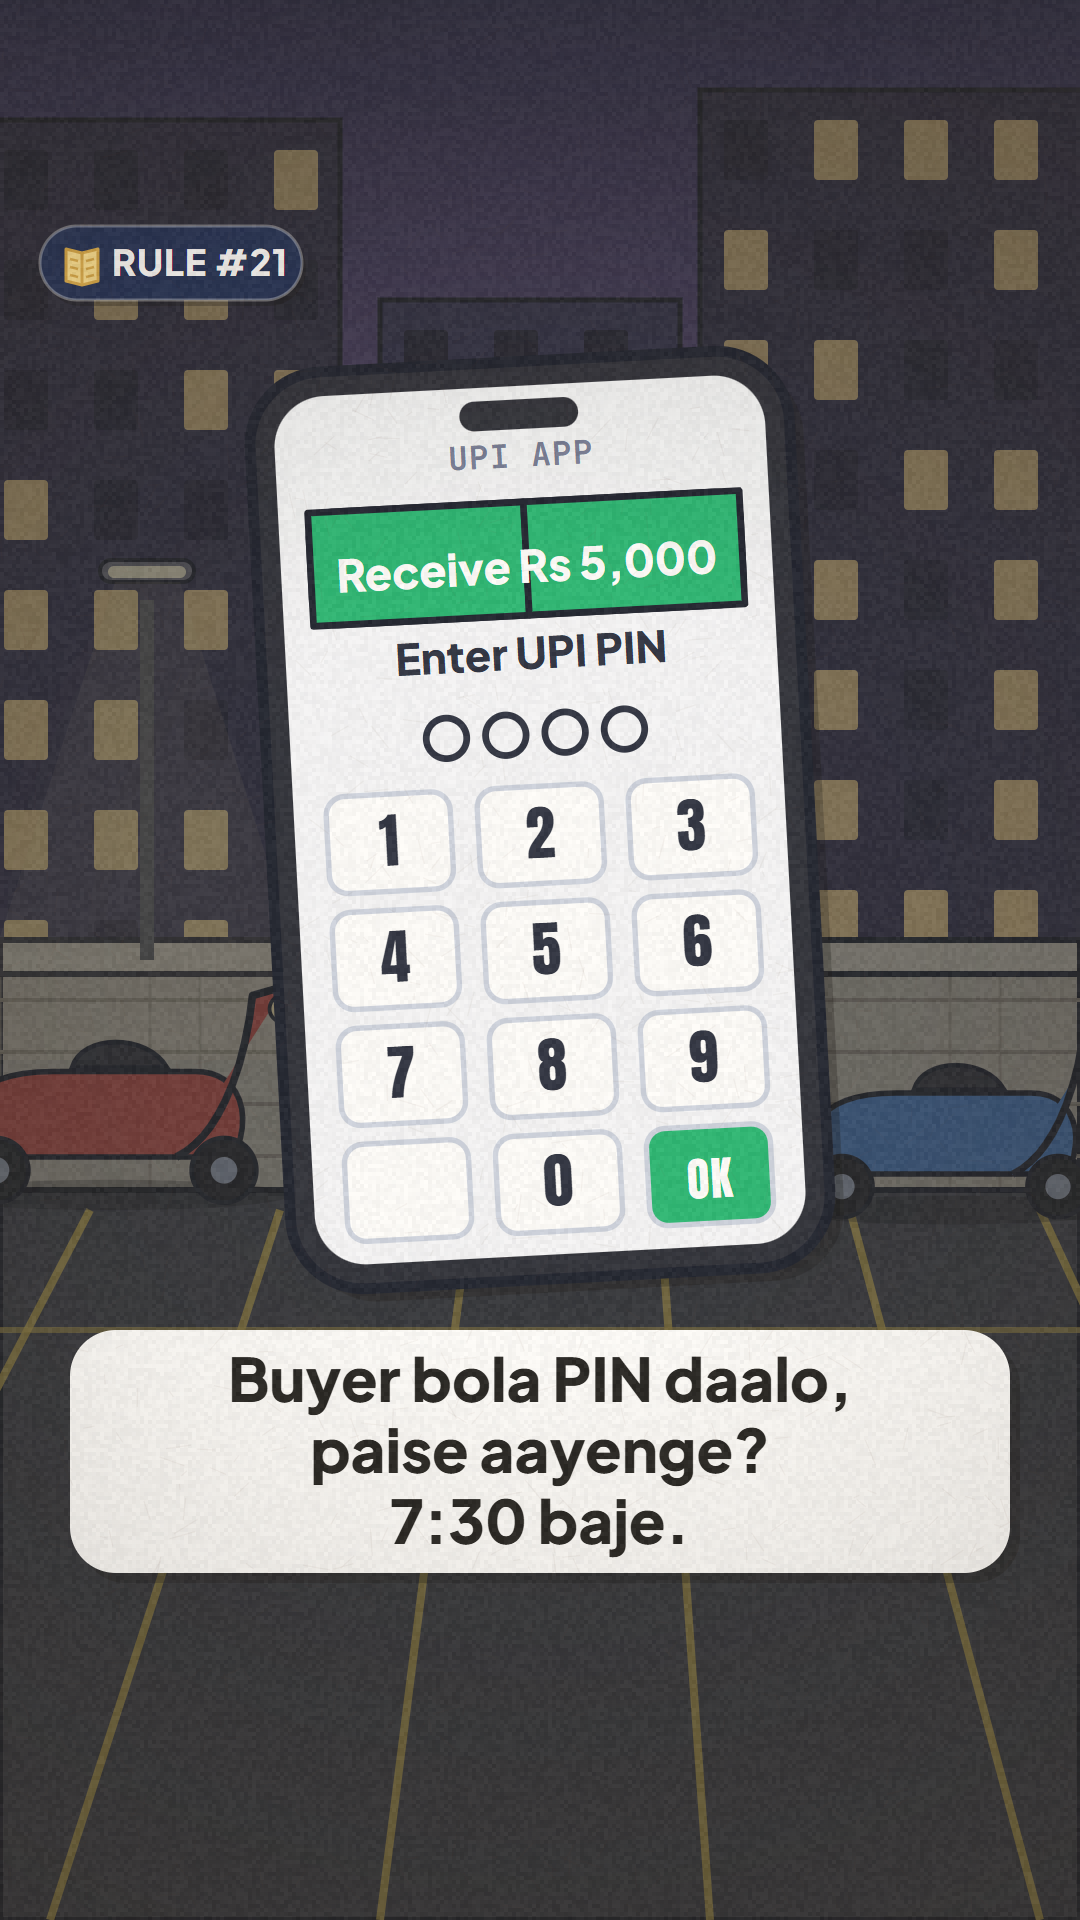 RULE #21
UPI APP
Receive Rs 5,000
Enter UPI PIN
1 2 3
4 5 6
7 8 9
0 OK
Buyer bola PIN daalo,
paise aayenge?
7:30 baje.